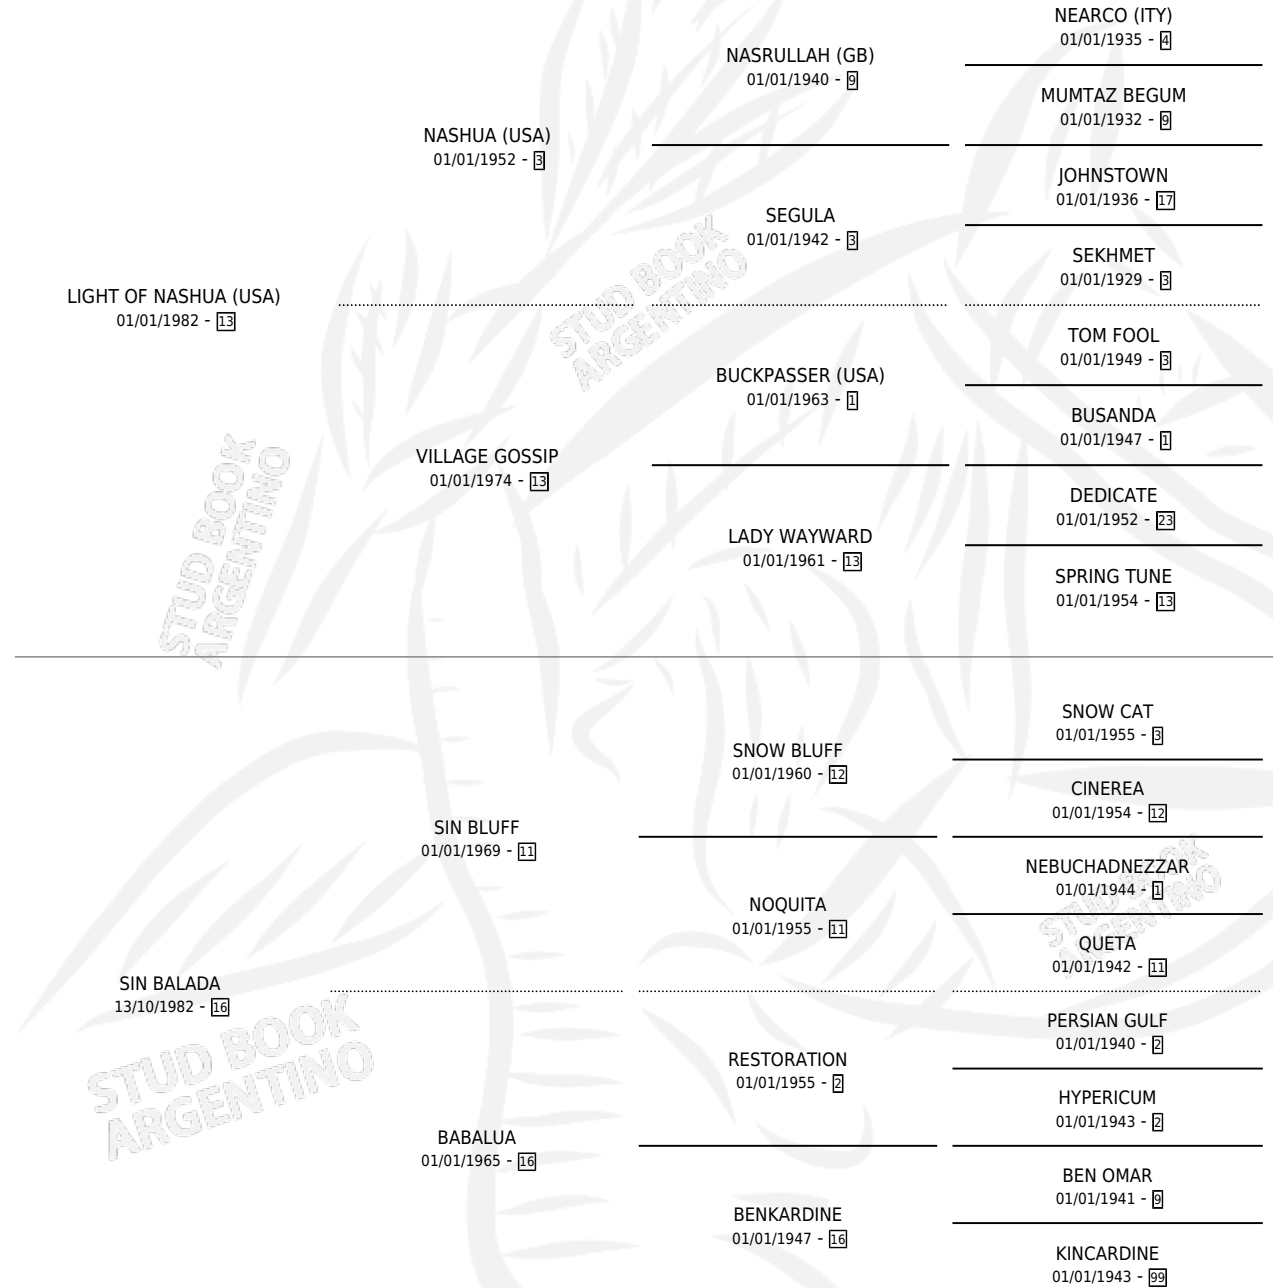 NEARCO (ITY)
01/01/1935 - 4
NASRULLAH (GB)
01/01/1940 - 9
MUMTAZ BEGUM
01/01/1932 - 9
NASHUA (USA)
01/01/1952 - 3
JOHNSTOWN
01/01/1936 - 17
SEGULA
01/01/1942 - 3
SEKHMET
01/01/1929 - 3
LIGHT OF NASHUA (USA)
01/01/1982 - 13
STUD BOOK
ARGENTINO
TOM FOOL
01/01/1949 - 3
BUCKPASSER (USA)
01/01/1963 - 1
BUSANDA
01/01/1947 - 1
VILLAGE GOSSIP
01/01/1974 - 13
DEDICATE
01/01/1952 - 23
LADY WAYWARD
01/01/1961 - 13
SPRING TUNE
01/01/1954 - 13
STUD BOOK
ARGENTINO
SNOW CAT
01/01/1955 - 3
SNOW BLUFF
01/01/1960 - 12
CINEREA
01/01/1954 - 12
SIN BLUFF
01/01/1969 - 11
NEBUCHADNEZZAR
01/01/1944 - 1
NOQUITA
01/01/1955 - 11
STUD BOOK
ARGENTINO
QUETA
01/01/1942 - 11
SIN BALADA
13/10/1982 - 16
PERSIAN GULF
01/01/1940 - 2
STUD BOOK
ARGENTINO
RESTORATION
01/01/1955 - 2
HYPERICUM
01/01/1943 - 2
BABALUA
01/01/1965 - 16
BEN OMAR
01/01/1941 - 9
BENKARDINE
01/01/1947 - 16
KINCARDINE
01/01/1943 - 99